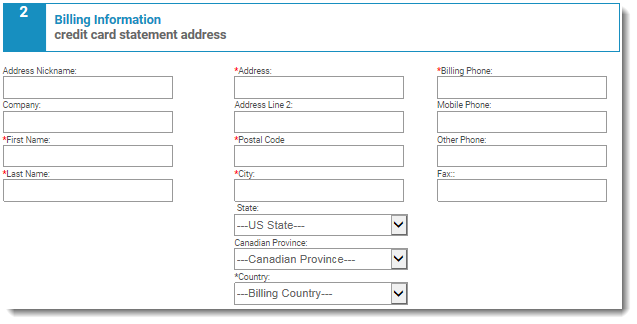 2
Billing Information
credit card statement address
Address Nickname:
Company:
*First Name:
*Last Name:
*Address:
Address Line 2:
*Postal Code
*City:
State:
---US State---
Canadian Province:
---Canadian Province---
*Country:
---Billing Country---
*Billing Phone:
Mobile Phone:
Other Phone:
Fax::